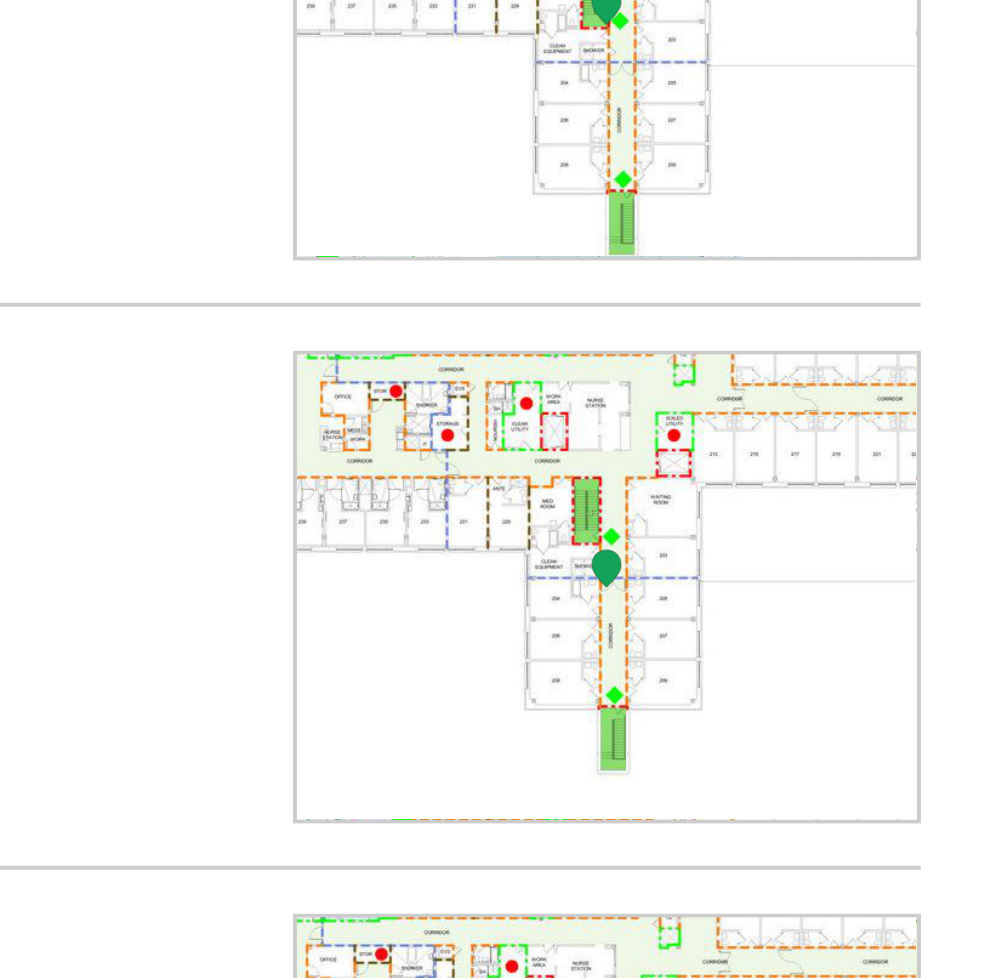 239 237 235 233 231 229
203
CLEAN
EQUIPMENT
SHOWER
204
205
CORRIDOR
206
207
208
209
CORRIDOR
OFFICE
STOR
SHOWER
EVS
SH
WORK
AREA
NURSE
STATION
CORRIDOR
CORRIDOR
STORAGE
CLEAN
UTILITY
NOURISH
SOILED
UTILITY
NURSE
STATION
MEDS
WORK
213 215 217 219 221
CORRIDOR
CORRIDOR
ANTE
MED
ROOM
WAITING
ROOM
239 237 235 233 231 229
203
CLEAN
EQUIPMENT
204
205
CORRIDOR
206
207
208
209
CORRIDOR
OFFICE
STOR
SHOWER
EVS
SH
WORK
AREA
NURSE
STATION
CORRIDOR
CORRIDOR